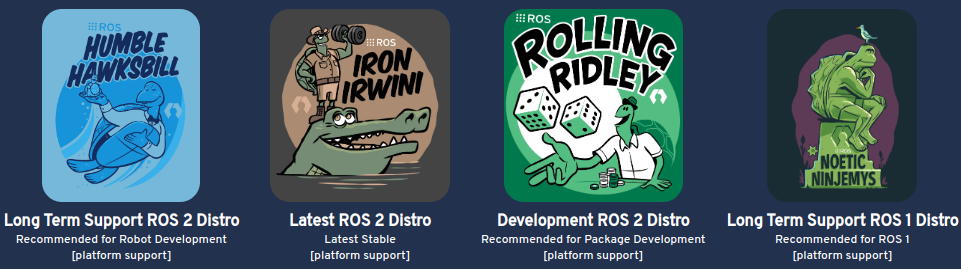 ROS
HUMBLE
HAWKSBILL
Long Term Support ROS 2 Distro
Recommended for Robot Development
[platform support]
ROS
IRON
IRWINI
Latest ROS 2 Distro
Latest Stable
[platform support]
ROS
ROLLING
RIDLEY
Development ROS 2 Distro
Recommended for Package Development
[platform support]
ROS
NOETIC
NINJEMYS
Long Term Support ROS 1 Distro
Recommended for ROS 1
[platform support]